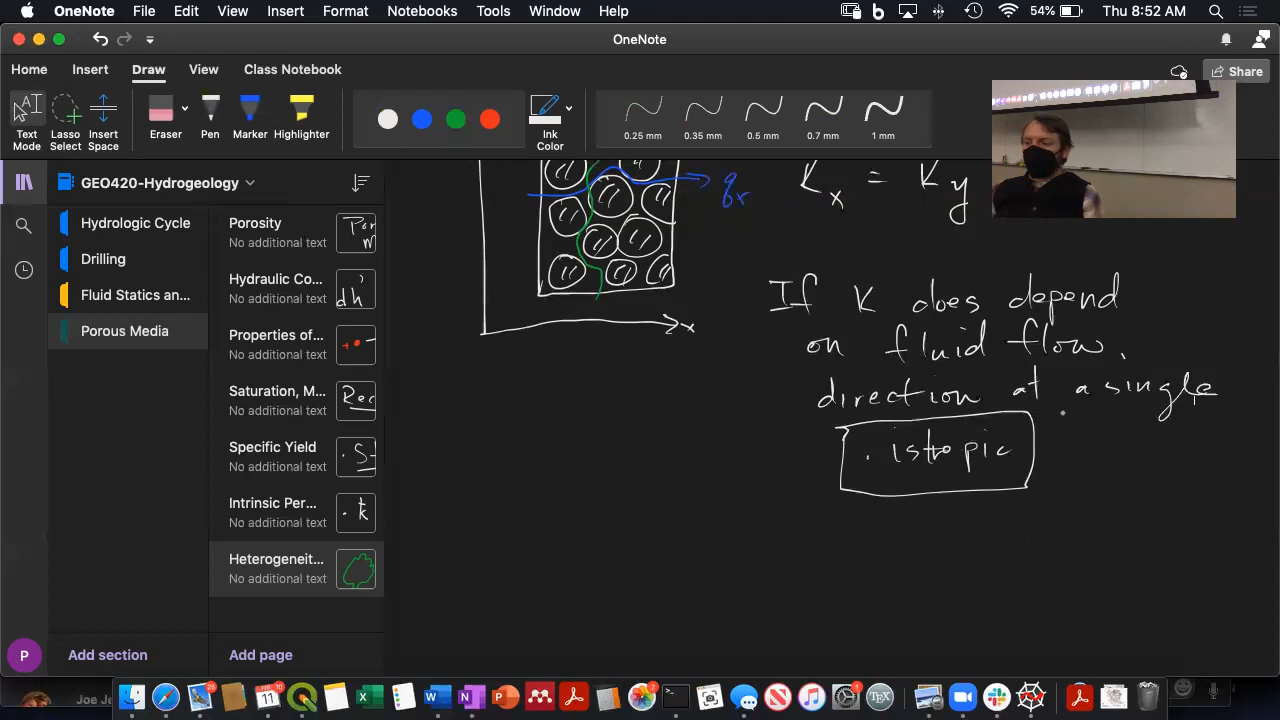 OneNote File Edit View Insert Format Notebooks Tools Window Help
54% Thu 8:52 AM
OneNote
Home Insert Draw View Class Notebook
Share
Text Mode
Lasso Select
Insert Space
Eraser
Pen
Marker
Highlighter
Ink Color
0.25 mm 0.35 mm 0.5 mm 0.7 mm 1 mm
GEO420-Hydrogeology
Hydrologic Cycle
Drilling
Fluid Statics an...
Porous Media
Add section
Porosity
No additional text
Hydraulic Co...
No additional text
dh
Properties of...
No additional text
Saturation, M...
No additional text
Rec
Specific Yield
No additional text
· S
Intrinsic Per...
No additional text
· k
Heterogeneit...
No additional text
Add page
P
qx
x
Kx = Ky
If K does depend
on fluid flow.
direction at a single
· istropic
Joe Je